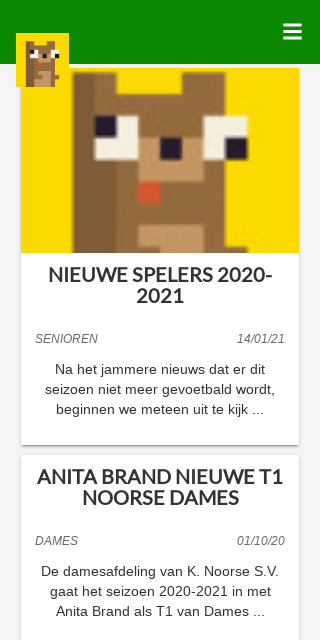 NIEUWE SPELERS 2020-
2021
SENIOREN 14/01/21
Na het jammere nieuws dat er dit
seizoen niet meer gevoetbald wordt,
beginnen we meteen uit te kijk ...
ANITA BRAND NIEUWE T1
NOORSE DAMES
DAMES 01/10/20
De damesafdeling van K. Noorse S.V.
gaat het seizoen 2020-2021 in met
Anita Brand als T1 van Dames ...